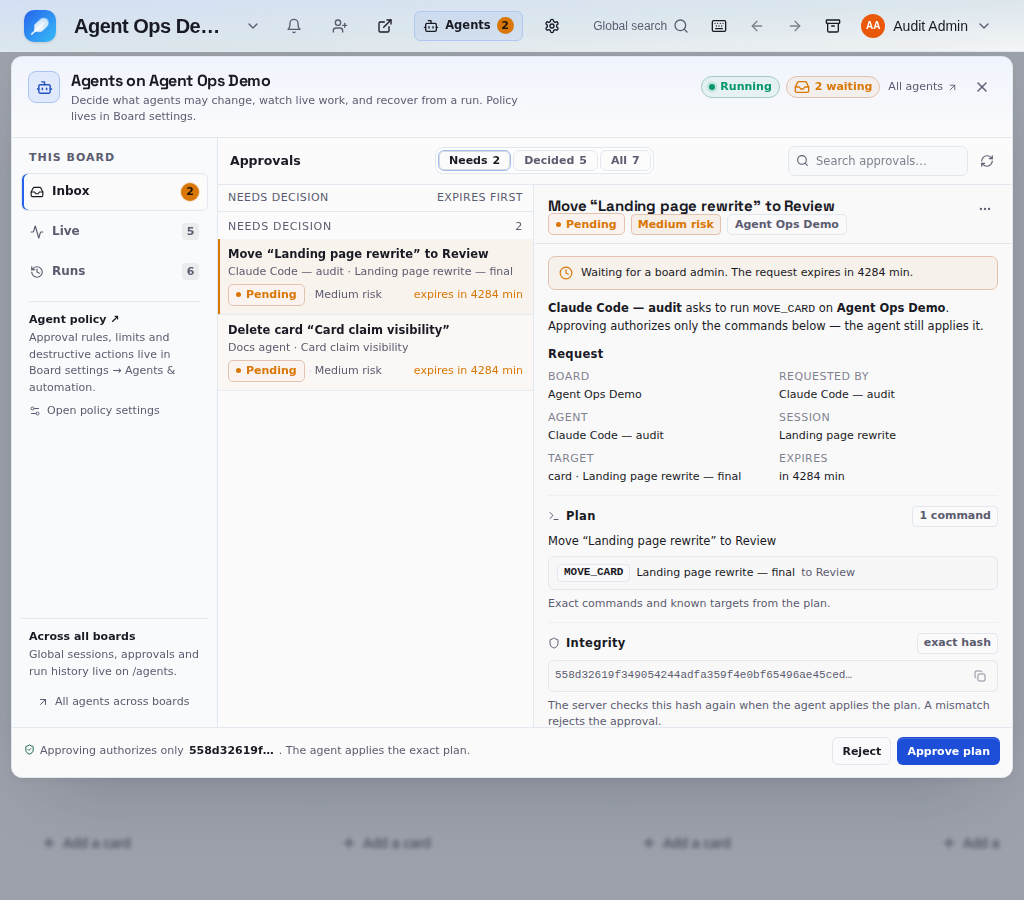 Agent Ops De...
Agents 2
Global search
AA Audit Admin
Agents on Agent Ops Demo
Decide what agents may change, watch live work, and recover from a run. Policy
lives in Board settings.
Running
2 waiting
All agents ↗
THIS BOARD
Inbox 2
Live 5
Runs 6
Agent policy ↗
Approval rules, limits and
destructive actions live in
Board settings → Agents &
automation.
Open policy settings
Across all boards
Global sessions, approvals and
run history live on /agents.
All agents across boards
Approvals
Needs 2
Decided 5
All 7
Search approvals...
NEEDS DECISION EXPIRES FIRST
NEEDS DECISION 2
Move “Landing page rewrite” to Review
Claude Code — audit · Landing page rewrite — final
Pending Medium risk expires in 4284 min
Delete card “Card claim visibility”
Docs agent · Card claim visibility
Pending Medium risk expires in 4284 min
Move “Landing page rewrite” to Review
...
Pending Medium risk Agent Ops Demo
Waiting for a board admin. The request expires in 4284 min.
Claude Code — audit asks to run MOVE_CARD on Agent Ops Demo.
Approving authorizes only the commands below — the agent still applies it.
Request
BOARD REQUESTED BY
Agent Ops Demo Claude Code — audit
AGENT SESSION
Claude Code — audit Landing page rewrite
TARGET EXPIRES
card · Landing page rewrite — final in 4284 min
Plan 1 command
Move “Landing page rewrite” to Review
MOVE_CARD Landing page rewrite — final to Review
Exact commands and known targets from the plan.
Integrity exact hash
558d32619f349054244adfa359f4e0bf65496ae45ced…
The server checks this hash again when the agent applies the plan. A mismatch
rejects the approval.
Approving authorizes only 558d32619f… . The agent applies the exact plan.
Reject
Approve plan
+ Add a card + Add a card + Add a card + Add a